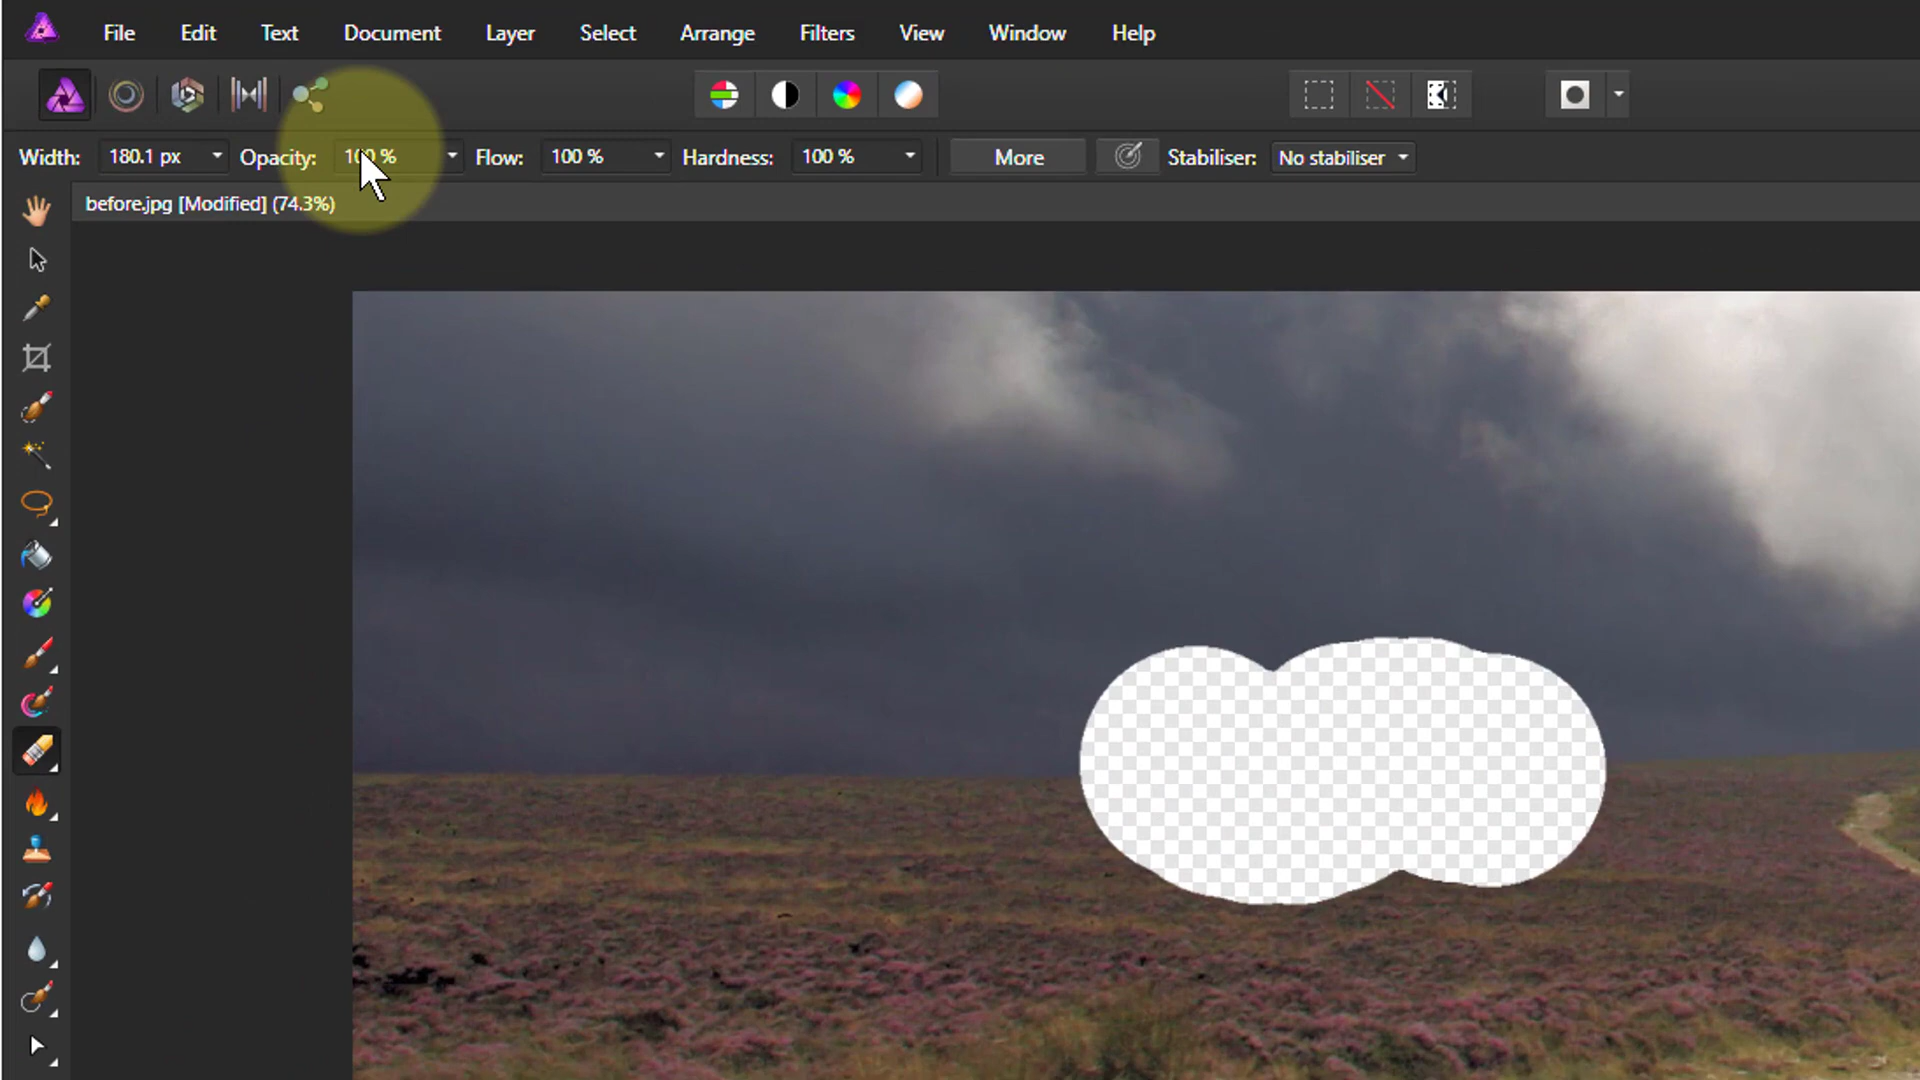 File Edit Text Document Layer Select Arrange Filters View Window Help
Width: 180.1 px Opacity: 100 % Flow: 100 % Hardness: 100 % More Stabiliser: No stabiliser
before.jpg [Modified] (74.3%)